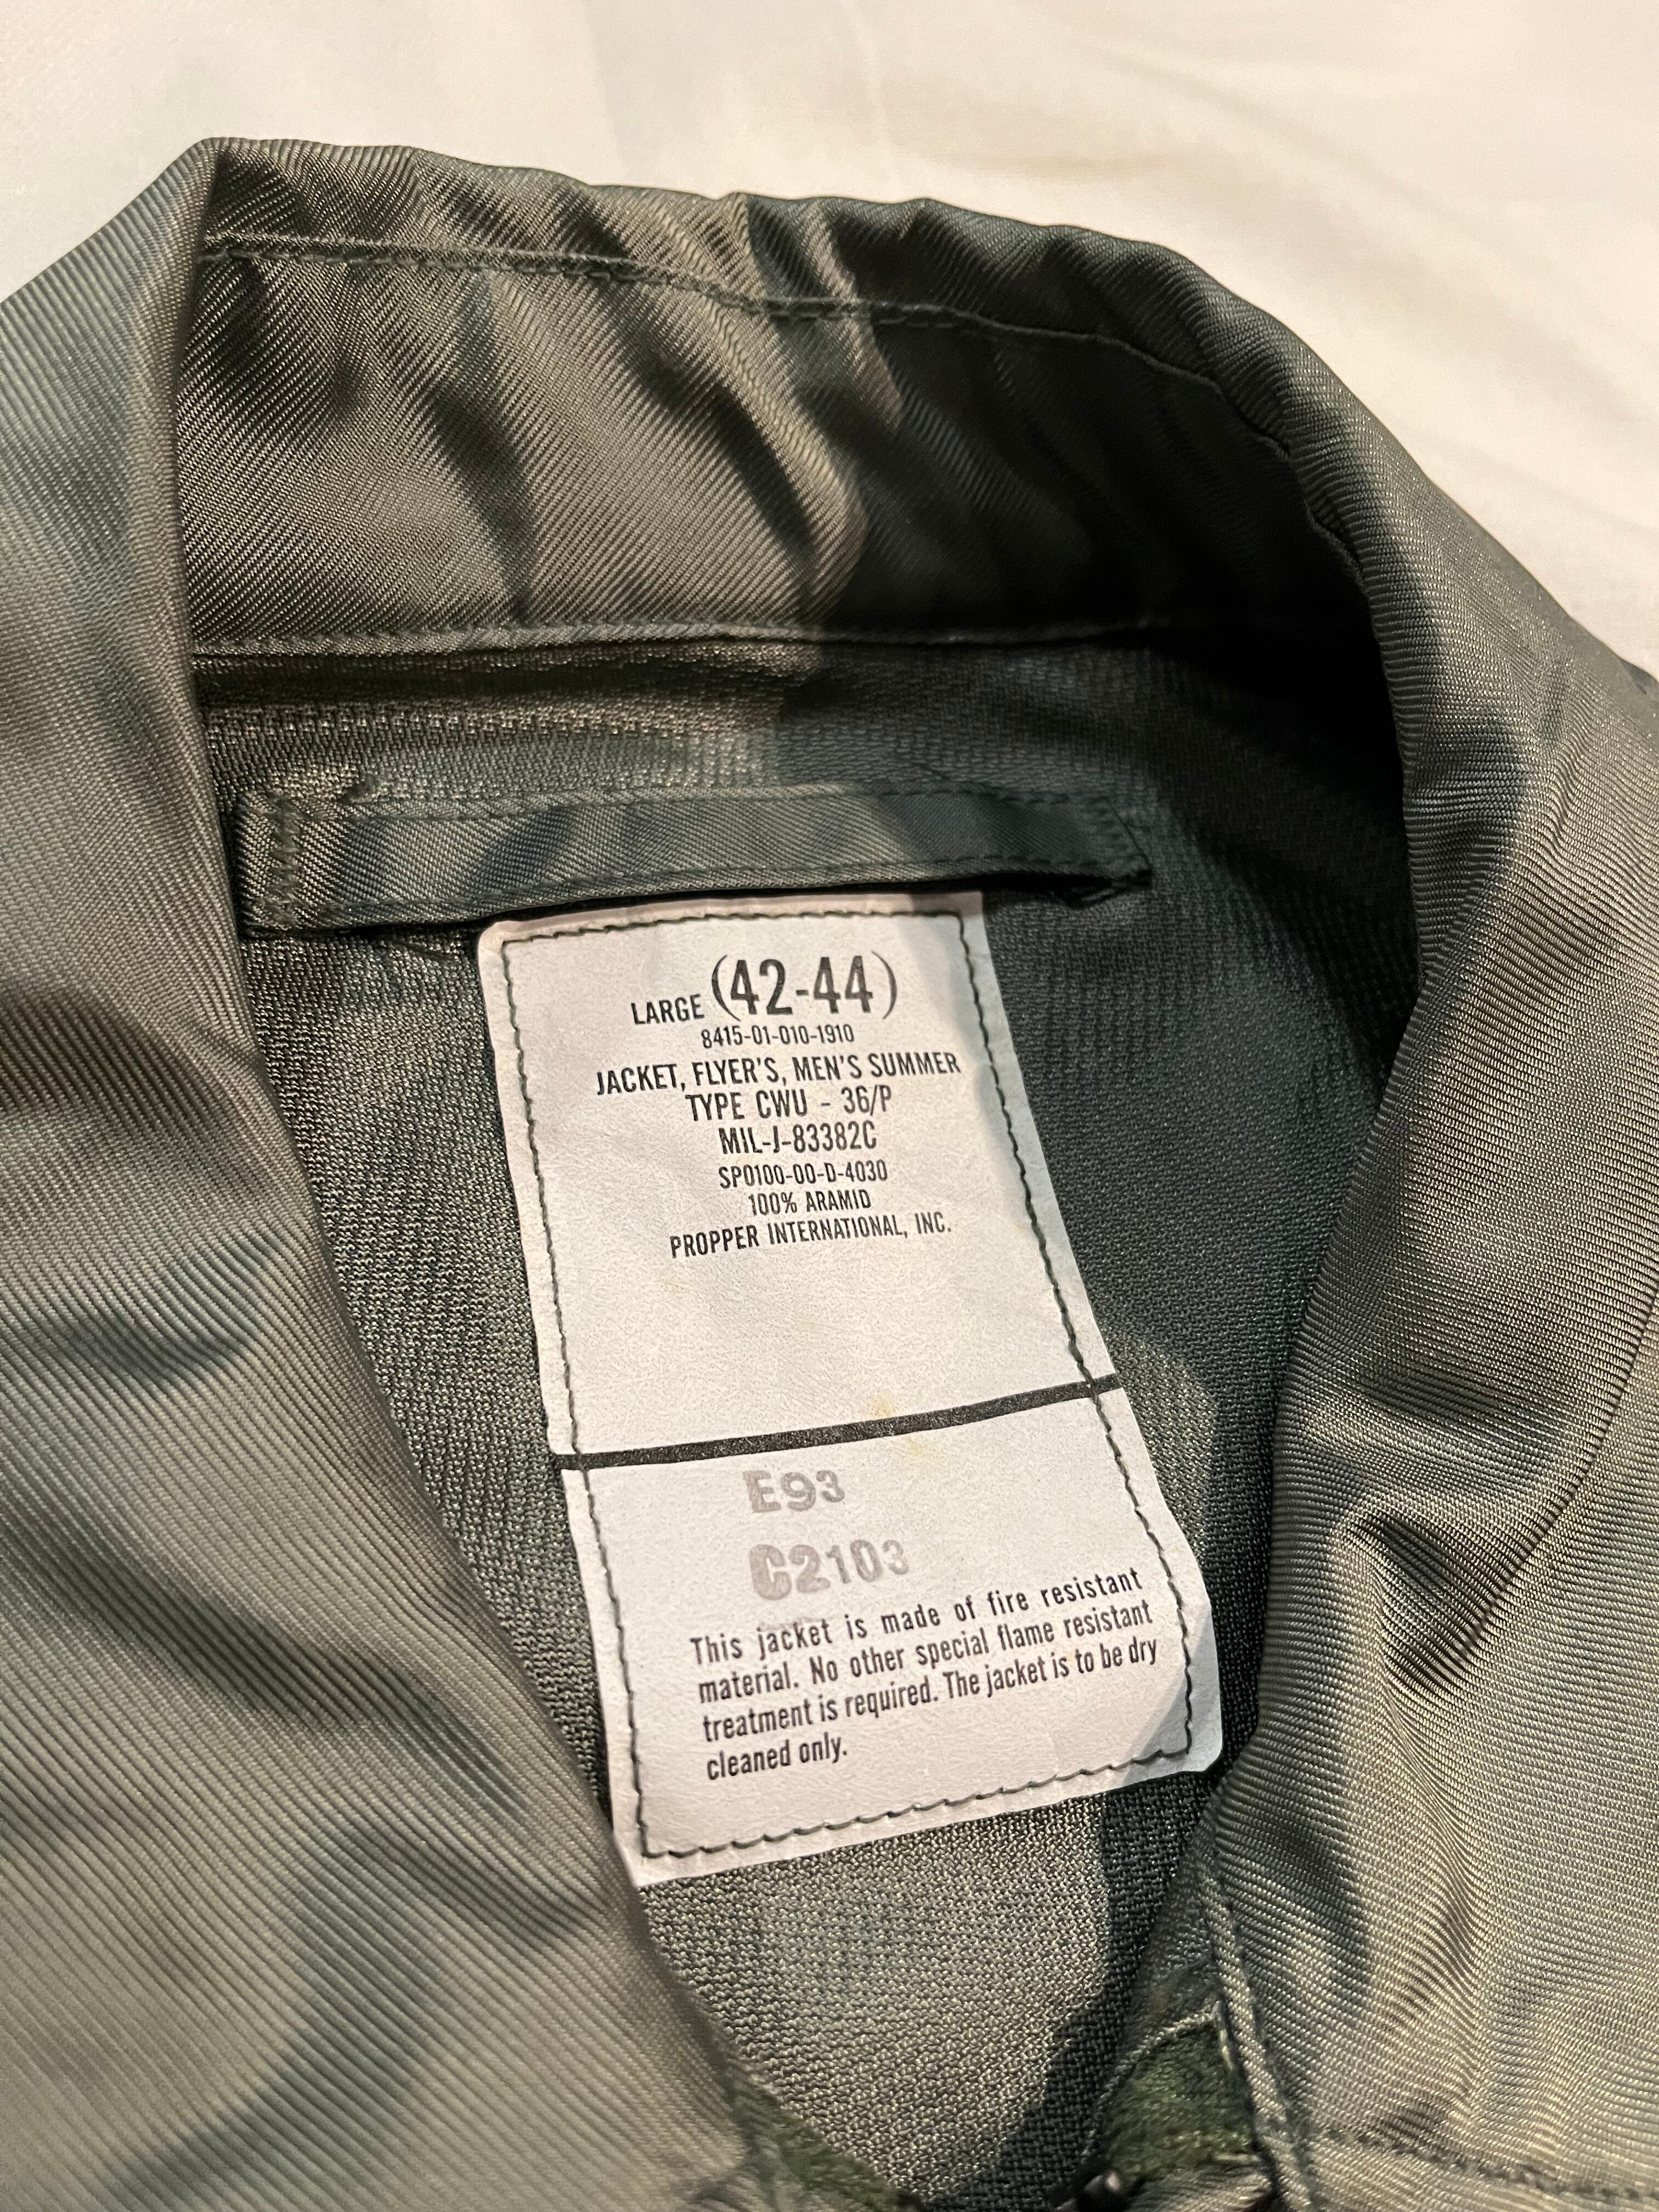 LARGE (42-44)
8415-01-010-1910
JACKET, FLYER'S, MEN'S SUMMER
TYPE CWU - 36/P
MIL-J-83382C
SP0100-00-D-4030
100% ARAMID
PROPPER INTERNATIONAL, INC.
E93
C2103
This jacket is made of fire resistant
material. No other special flame resistant
treatment is required. The jacket is to be dry
cleaned only.